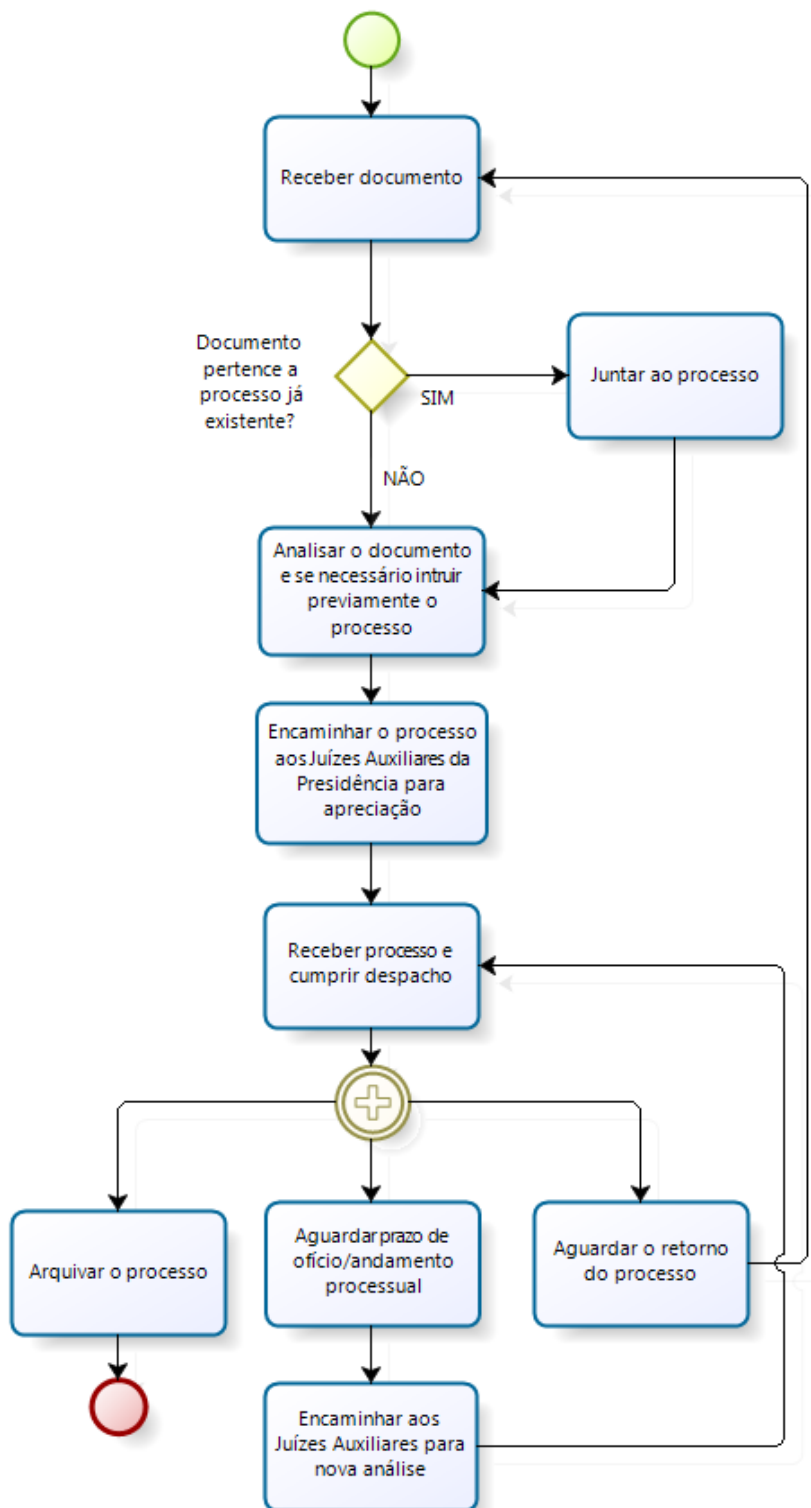 Receber documento
Documento
pertence a
processo já
existente?
SIM
Juntar ao processo
NÃO
Analisar o documento
e se necessário intruir
previamente o
processo
Encaminhar o processo
aos Juízes Auxiliares da
Presidência para
apreciação
Receber processo e
cumprir despacho
Arquivar o processo
Aguardar prazo de
ofício/andamento
processual
Aguardar o retorno
do processo
Encaminhar aos
Juízes Auxiliares para
nova análise